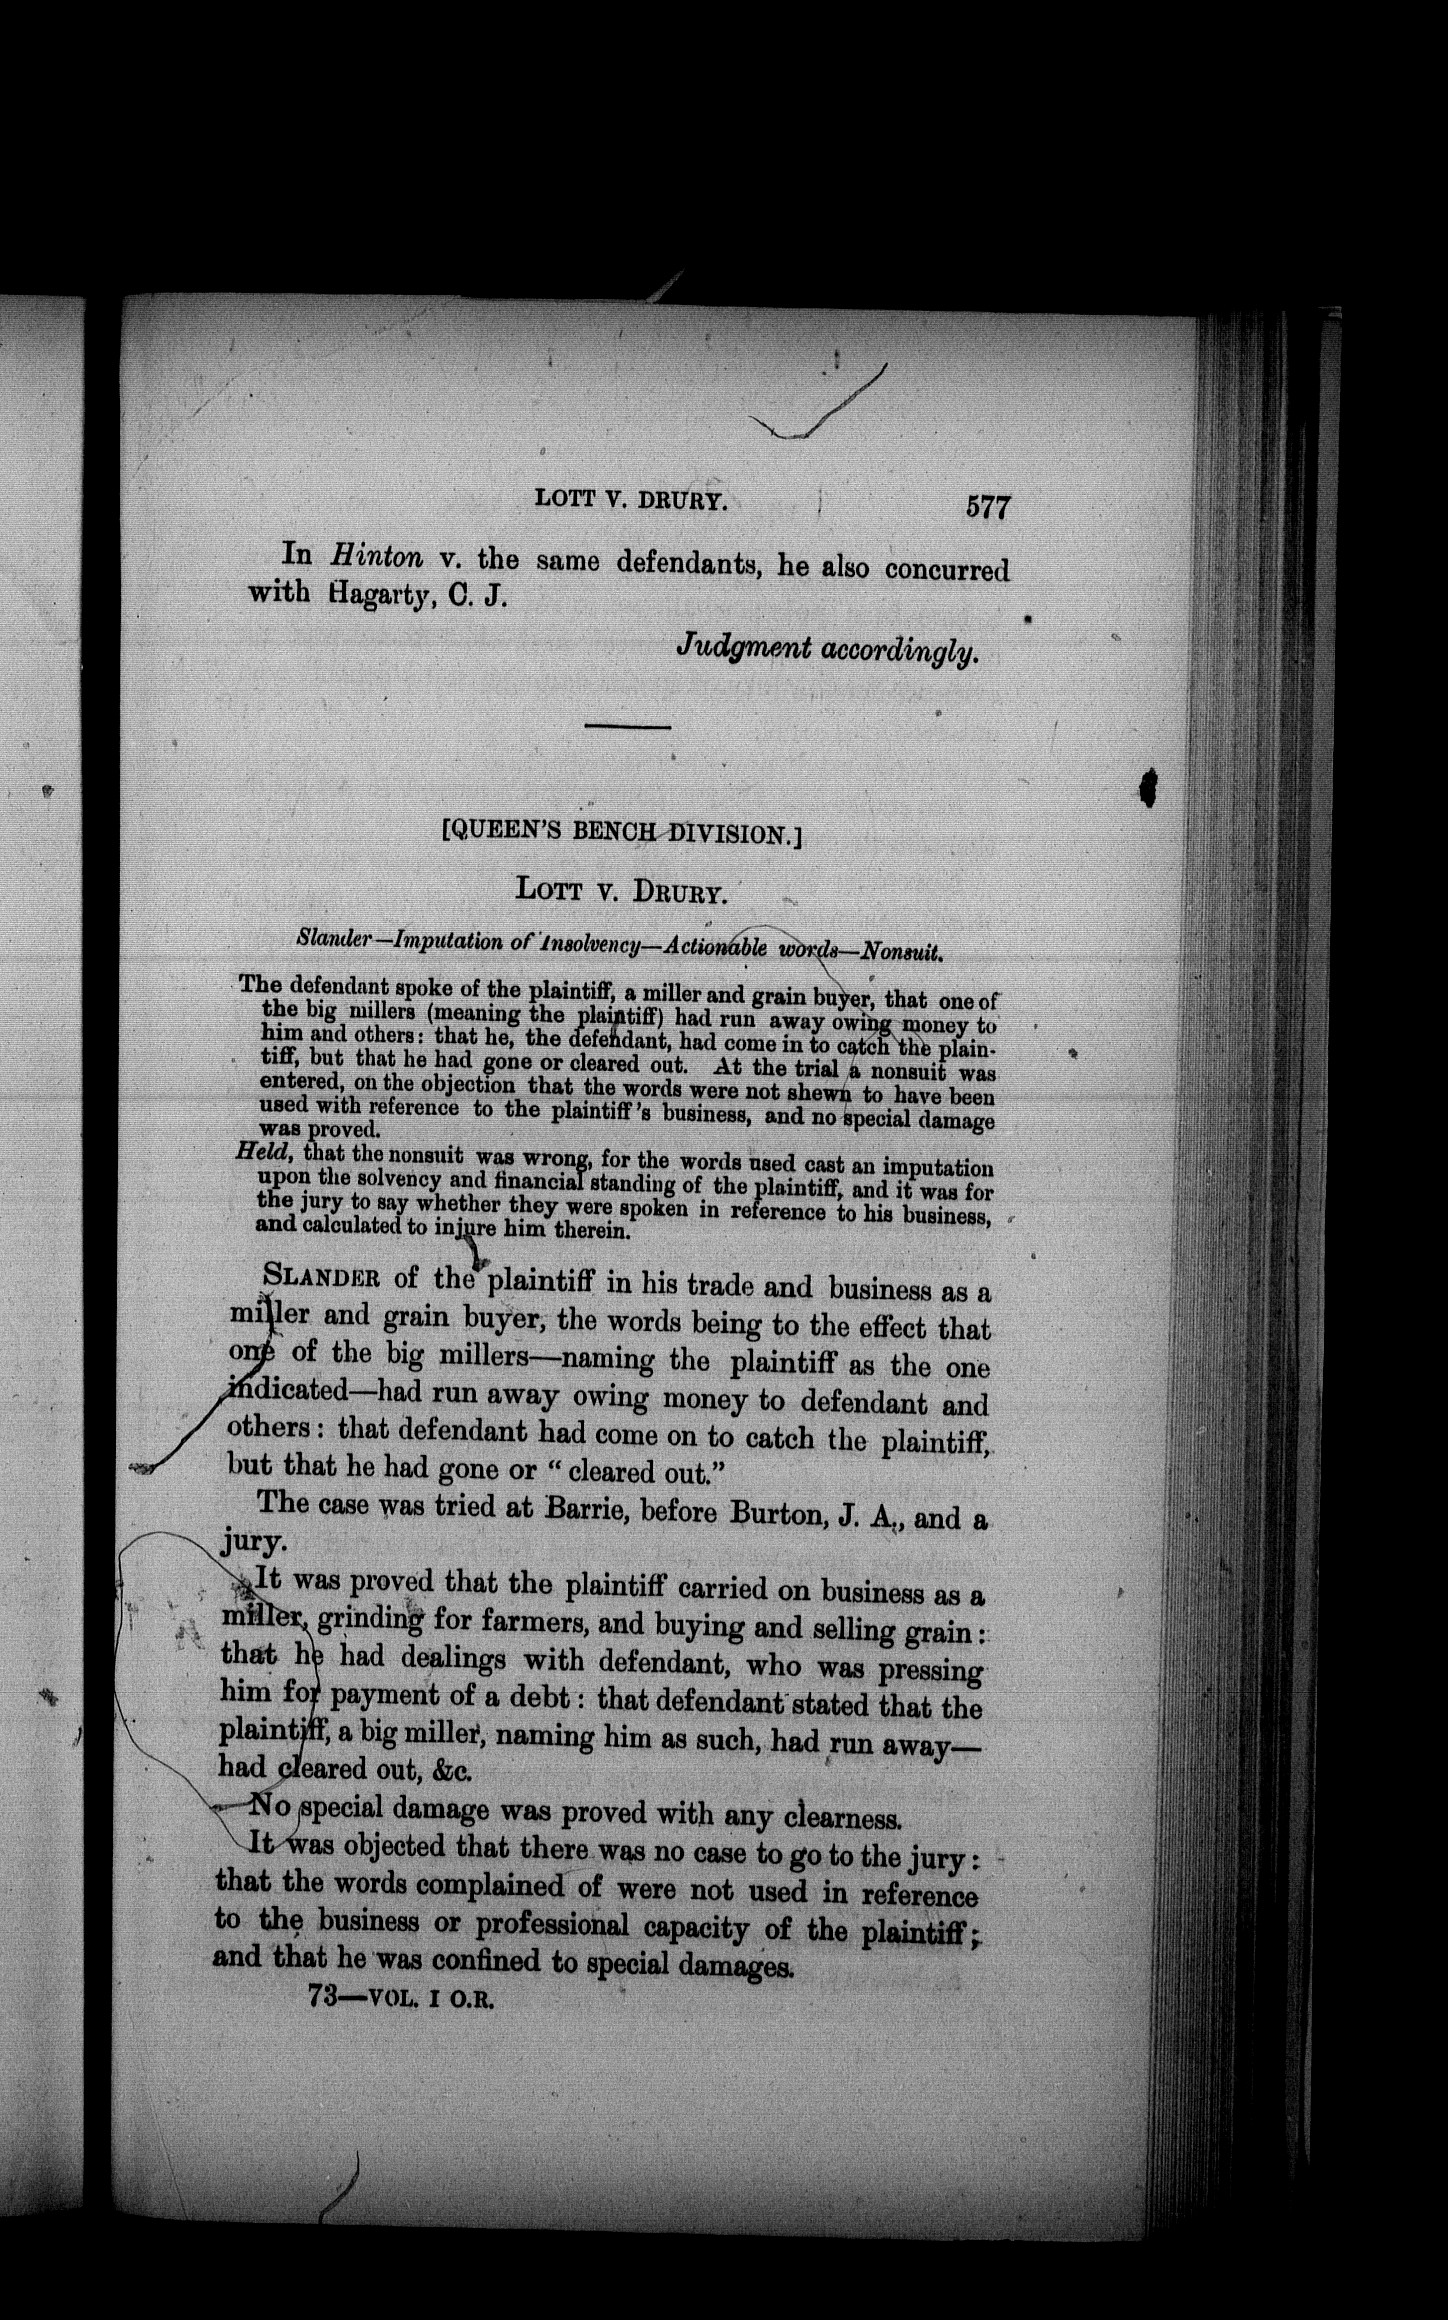 LOTT V. DRURY. 577
In Hinton v. the same defendants, he also concurred
with Hagarty, C. J.
Judgment accordingly.
[QUEEN'S BENCH DIVISION.]
LOTT V. DRURY.
Slander—Imputation of Insolvency—Actionable words—Nonsuit.
The defendant spoke of the plaintiff, a miller and grain buyer, that one of
the big millers (meaning the plaintiff) had run away owing money to
him and others: that he, the defendant, had come in to catch the plain-
tiff, but that he had gone or cleared out. At the trial a nonsuit was
entered, on the objection that the words were not shewn to have been
used with reference to the plaintiff's business, and no special damage
was proved.
Held, that the nonsuit was wrong, for the words used cast an imputation
upon the solvency and financial standing of the plaintiff, and it was for
the jury to say whether they were spoken in reference to his business,
and calculated to injure him therein.
SLANDER of the plaintiff in his trade and business as a
miller and grain buyer, the words being to the effect that
one of the big millers—naming the plaintiff as the one
indicated—had run away owing money to defendant and
others: that defendant had come on to catch the plaintiff,
but that he had gone or "cleared out."
The case was tried at Barrie, before Burton, J. A., and a
jury.
It was proved that the plaintiff carried on business as a
miller, grinding for farmers, and buying and selling grain:
that he had dealings with defendant, who was pressing
him for payment of a debt: that defendant stated that the
plaintiff, a big miller, naming him as such, had run away—
had cleared out, &c.
No special damage was proved with any clearness.
It was objected that there was no case to go to the jury:
that the words complained of were not used in reference
to the business or professional capacity of the plaintiff;
and that he was confined to special damages.
73—VOL. I O.R.